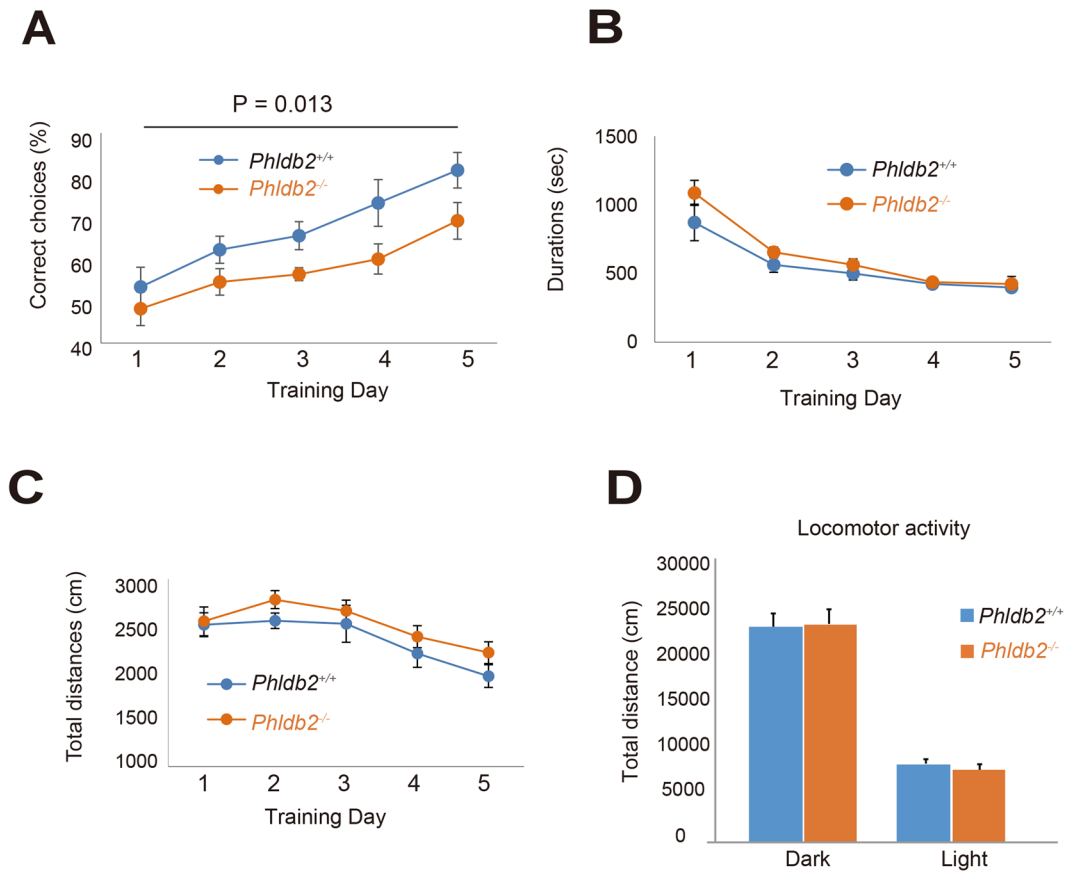 A
P = 0.013
Correct choices (%)
90
80
70
60
50
40
Phldb2+/+
Phldb2-/-
1 2 3 4 5
Training Day
B
Durations (sec)
1500
1000
500
0
Phldb2+/+
Phldb2-/-
1 2 3 4 5
Training Day
C
Total distances (cm)
3000
2500
2000
1500
1000
Phldb2+/+
Phldb2-/-
1 2 3 4 5
Training Day
D
Locomotor activity
Total distance (cm)
30000
25000
20000
15000
10000
5000
0
Phldb2+/+
Phldb2-/-
Dark Light